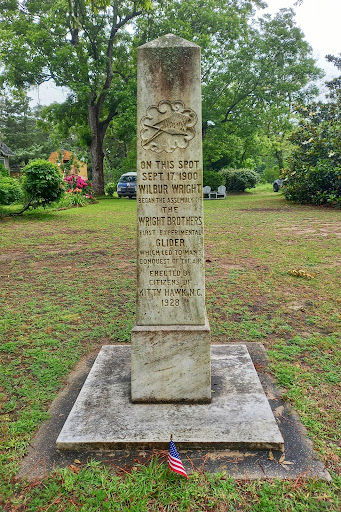 ON THIS SPOT
SEPT 17, 1900
WILBUR WRIGHT
BEGAN THE ASSEMBLY OF
THE
WRIGHT BROTHERS
FIRST EXPERIMENTAL
GLIDER
WHICH LED TO MAN'S
CONQUEST OF THE AIR
ERECTED BY
CITIZENS OF
KITTY HAWK, N.C.
1928